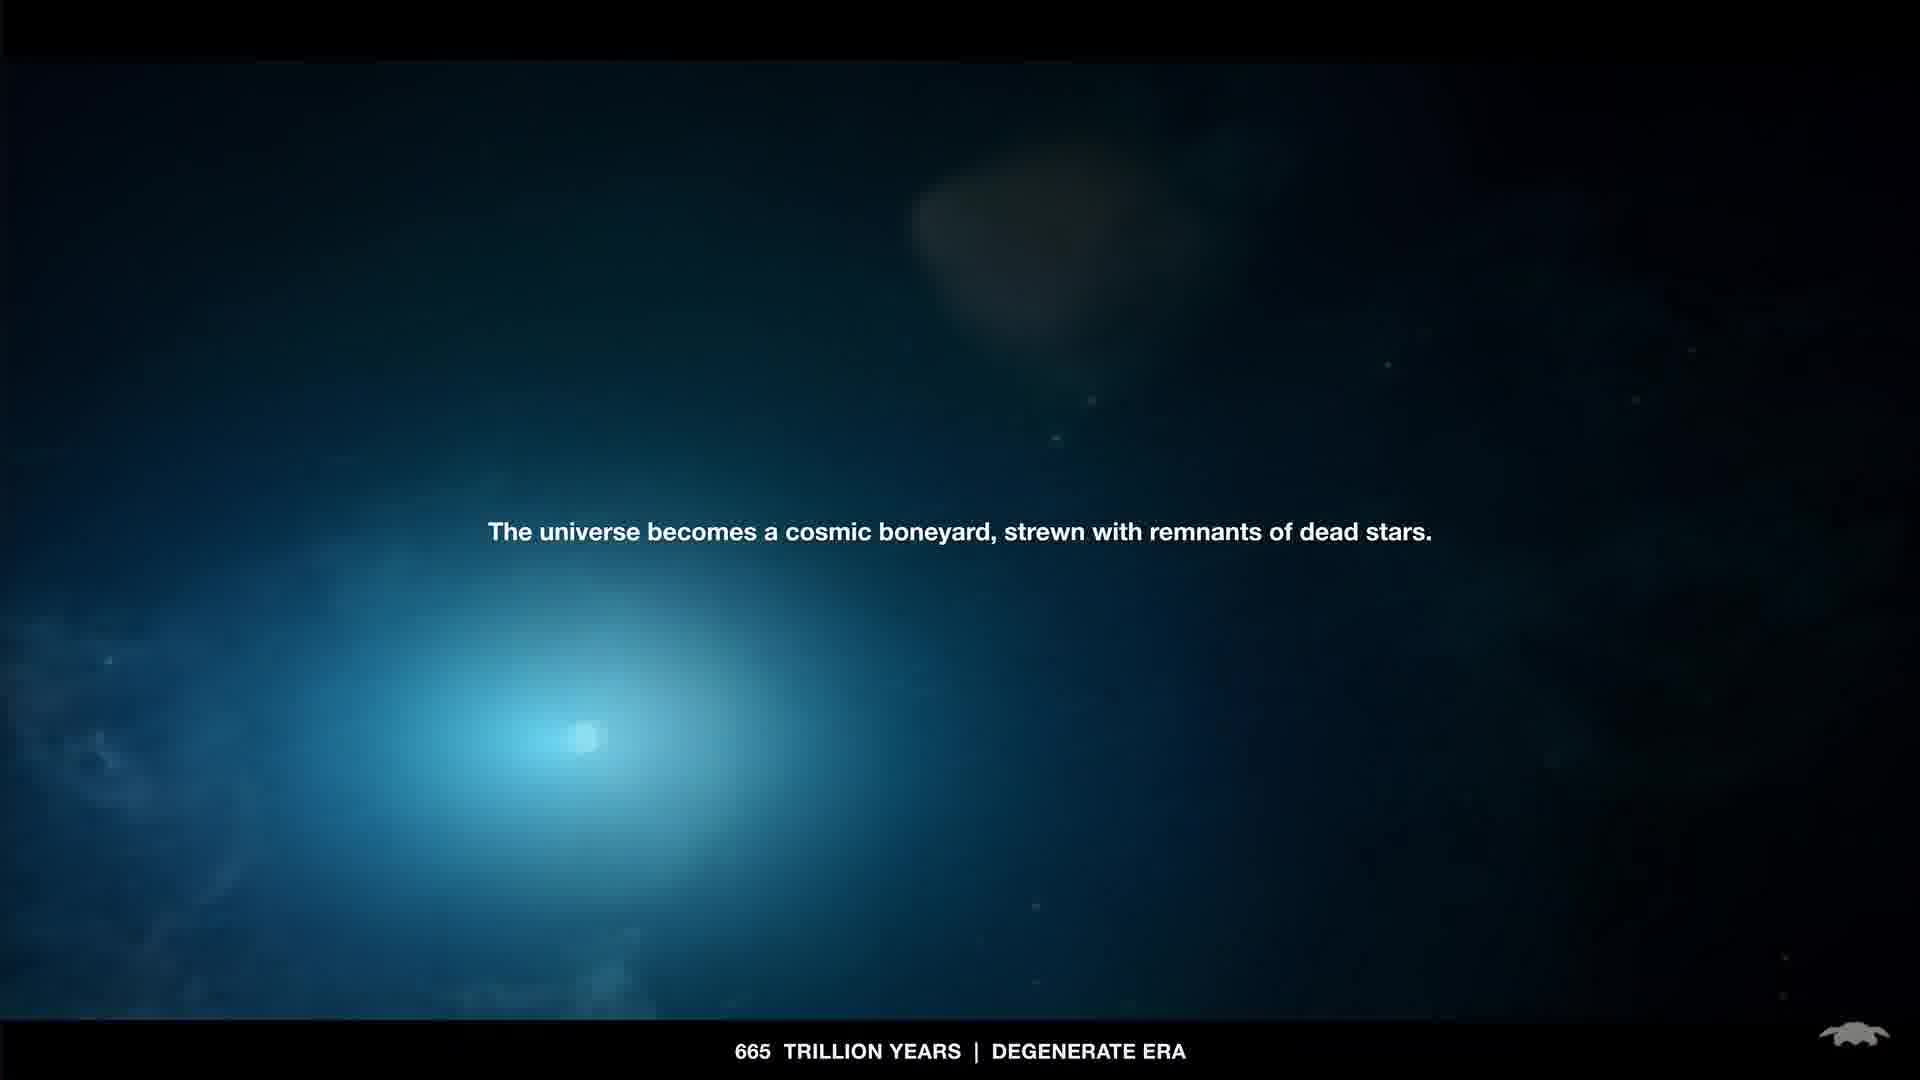 The universe becomes a cosmic boneyard, strewn with remnants of dead stars.
665 TRILLION YEARS | DEGENERATE ERA